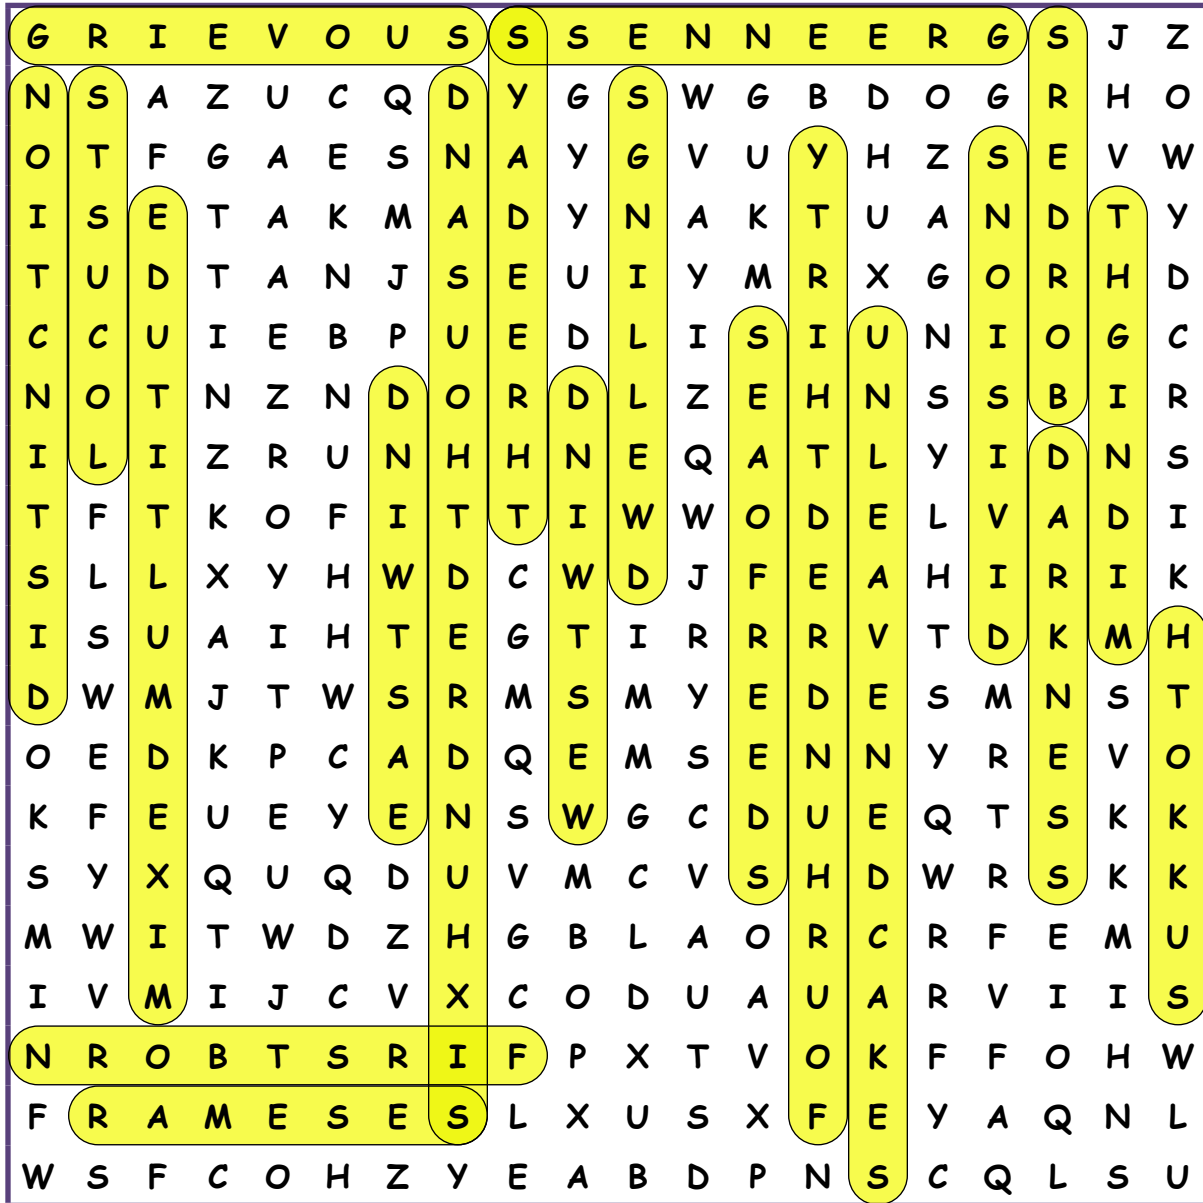 G R I E V O U S S S E N N E E R G S J Z
N S A Z U C Q D Y G S W G B D O G R H O
O T F G A E S N A Y G V U Y H Z S E V W
I S E T A K M A D Y N A K T U A N D T Y
T U D T A N J S E U I Y M R X G O R H D
C C U I E B P U E D L I S I U N I O G C
N O T N Z N D O R D L Z E H N S S B I R
I L I Z R U N H H N E Q A T L Y I D N S
T F T K O F I T T I W W O D E L V A D I
S L L X Y H W D C W D J F E A H I R I K
I S U A I H T E G T I R R R V T D K M H
D W M J T W S R M S M Y E D E S M N S T
O E D K P C A D Q E M S E N N Y R E V O
K F E U E Y E N S W G C D U E Q T S K K
S Y X Q U Q D U V M C V S H D W R S K K
M W I T W D Z H G B L A O R C R F E M U
I V M I J C V X C O D U A U A R V I I S
N R O B T S R I F P X T V O K F F O H W
F R A M E S E S L X U S X F E Y A Q N L
W S F C O H Z Y E A B D P N S C Q L S U